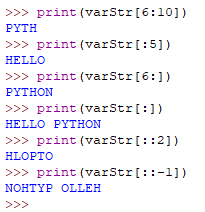 >>> print(varStr[6:10])
PYTH
>>> print(varStr[:5])
HELLO
>>> print(varStr[6:])
PYTHON
>>> print(varStr[:])
HELLO PYTHON
>>> print(varStr[::2])
HLOPTO
>>> print(varStr[::-1])
NOHTYP OLLEH
>>>